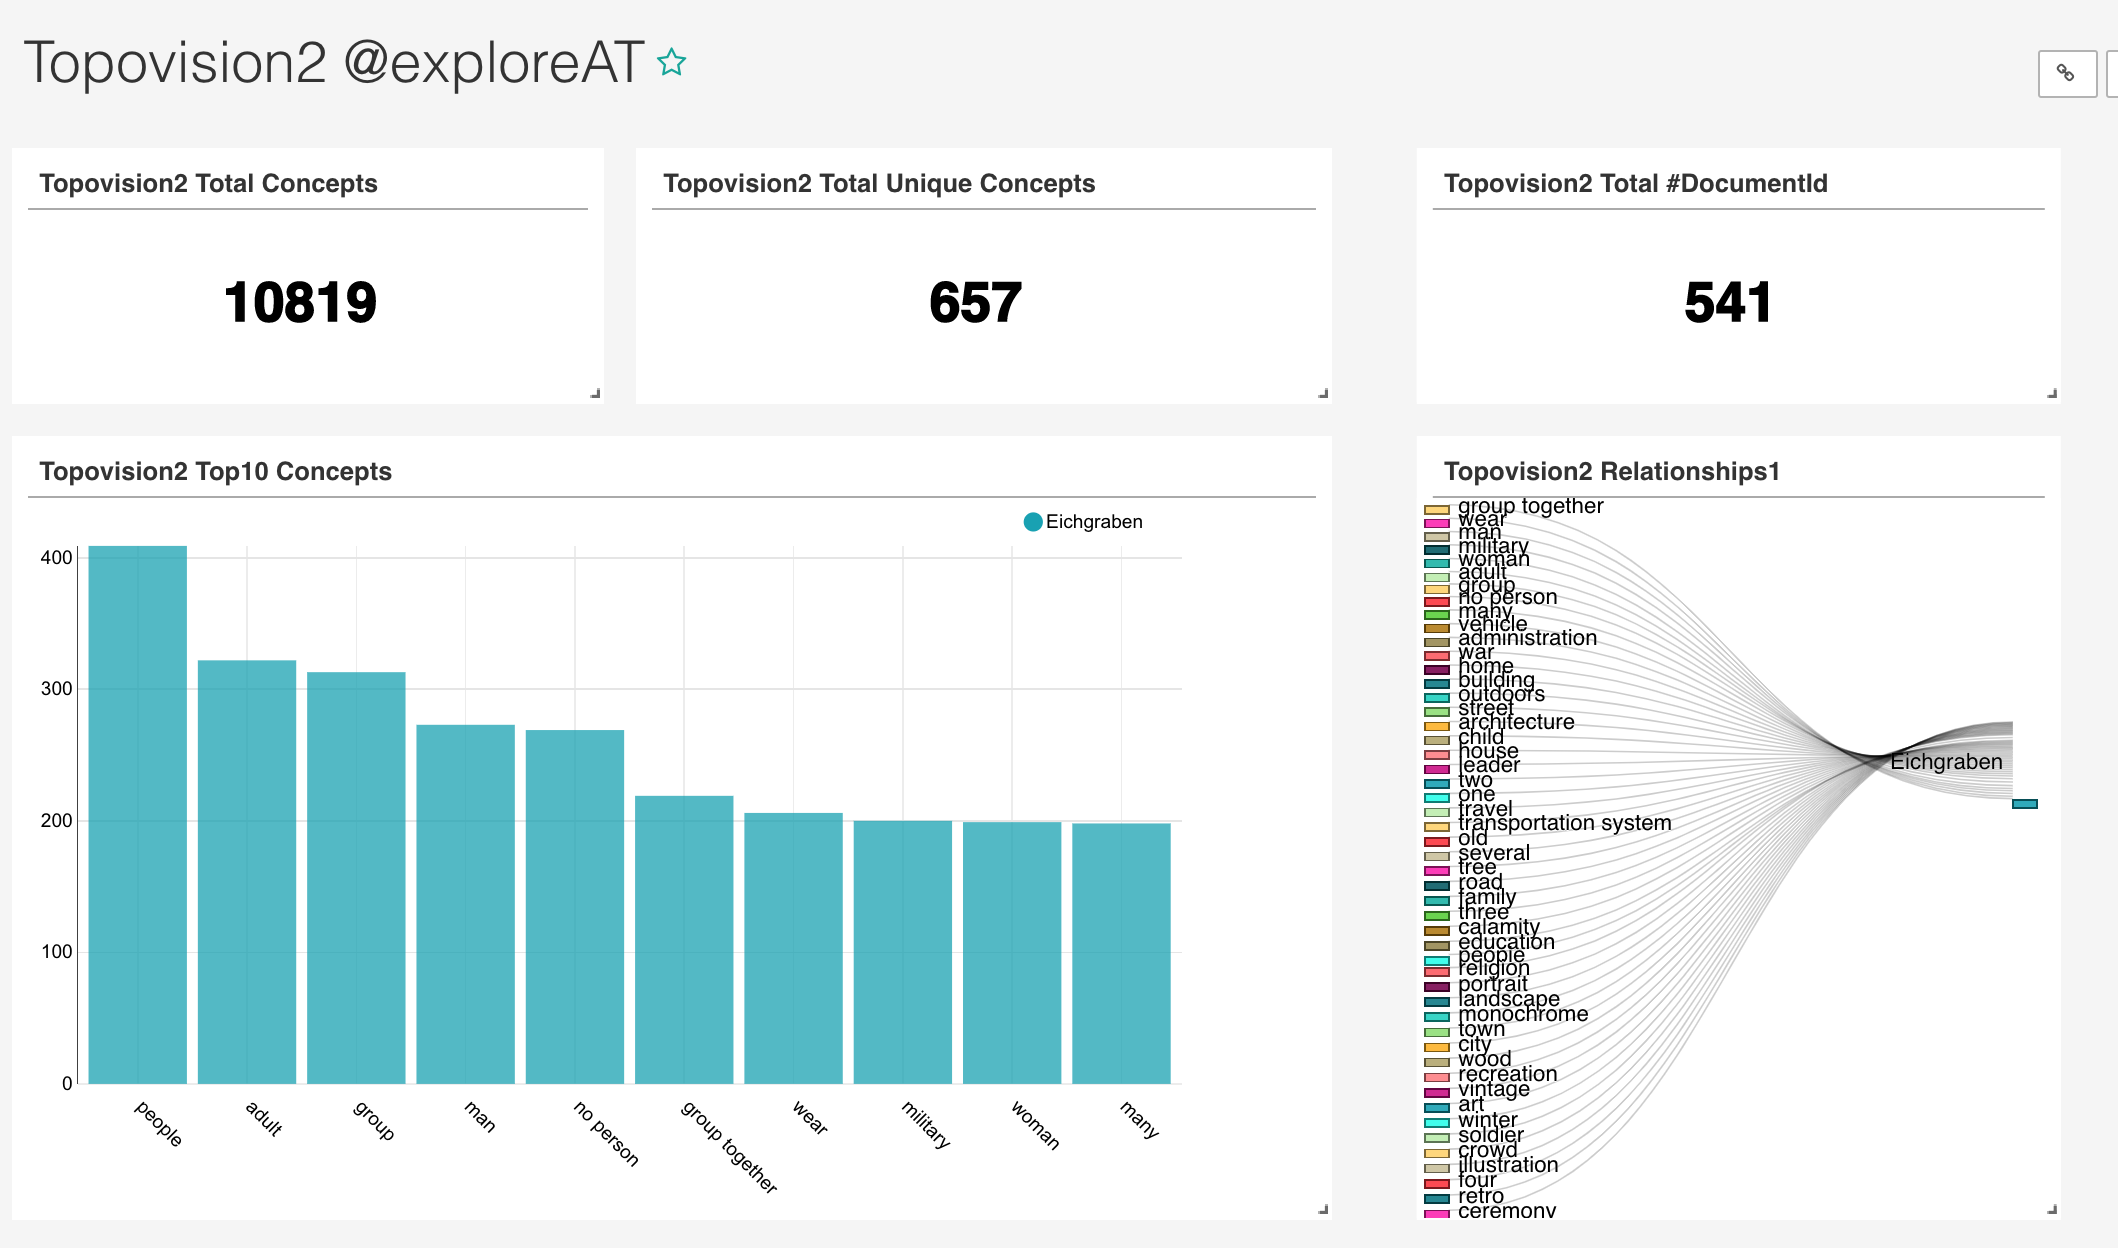 Topovision2 @exploreAT
Topovision2 Total Concepts
10819
Topovision2 Total Unique Concepts
657
Topovision2 Total #DocumentId
541
Topovision2 Top10 Concepts
Eichgraben
400
300
200
100
0
people
adult
group
man
no person
group together
wear
military
woman
many
Topovision2 Relationships1
group together
wear
man
military
woman
adult
group
no person
many
vehicle
administration
war
home
building
outdoors
street
architecture
child
house
leader
two
one
travel
transportation system
old
several
tree
road
family
three
calamity
education
people
religion
portrait
landscape
monochrome
town
city
wood
recreation
vintage
art
winter
soldier
crowd
illustration
four
retro
ceremony
Eichgraben